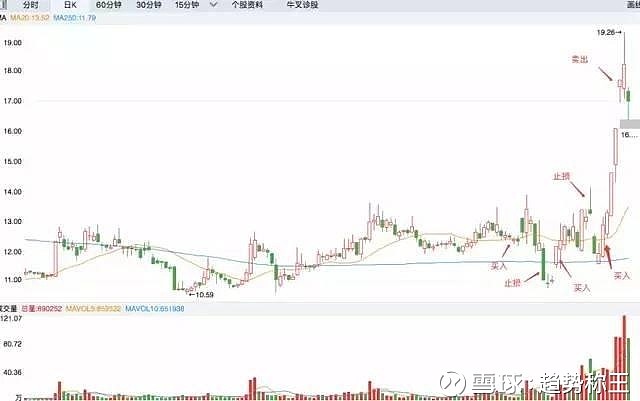 分时 日K 60分钟 30分钟 15分钟 个股资料 牛叉诊股 画线
MA MA20:13.52 MA250:11.79
19.26→
19.00
卖出
18.00
17.00
16.00
16....
15.00
止损
14.00
13.00
12.00
买入
买入
11.00
止损
买入
←10.59
成交量 总量:690252 MAVOL10:651938
121.07
80.72
40.36
万
雪球:趋势称王